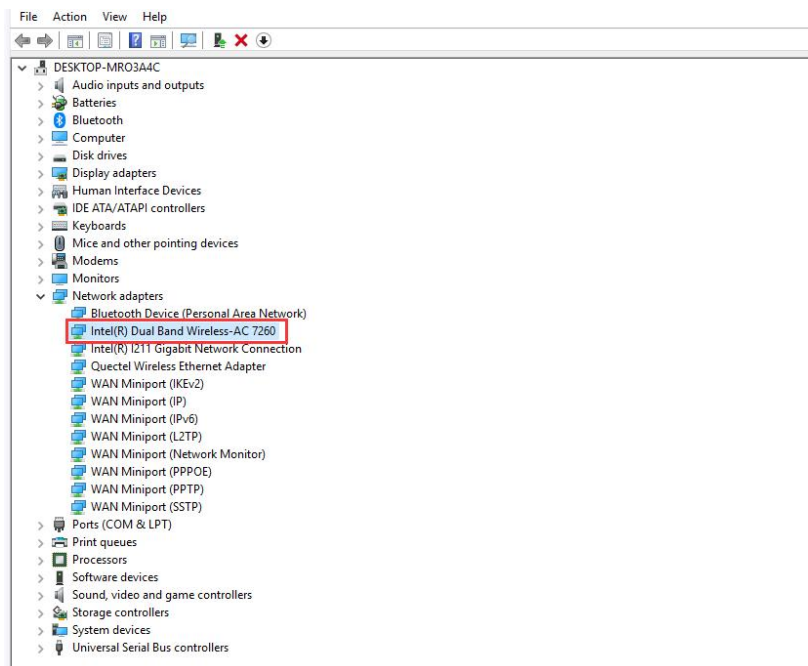 File Action View Help
DESKTOP-MRO3A4C
Audio inputs and outputs
Batteries
Bluetooth
Computer
Disk drives
Display adapters
Human Interface Devices
IDE ATA/ATAPI controllers
Keyboards
Mice and other pointing devices
Modems
Monitors
Network adapters
Bluetooth Device (Personal Area Network)
Intel(R) Dual Band Wireless-AC 7260
Intel(R) I211 Gigabit Network Connection
Quectel Wireless Ethernet Adapter
WAN Miniport (IKEv2)
WAN Miniport (IP)
WAN Miniport (IPv6)
WAN Miniport (L2TP)
WAN Miniport (Network Monitor)
WAN Miniport (PPPOE)
WAN Miniport (PPTP)
WAN Miniport (SSTP)
Ports (COM & LPT)
Print queues
Processors
Software devices
Sound, video and game controllers
Storage controllers
System devices
Universal Serial Bus controllers